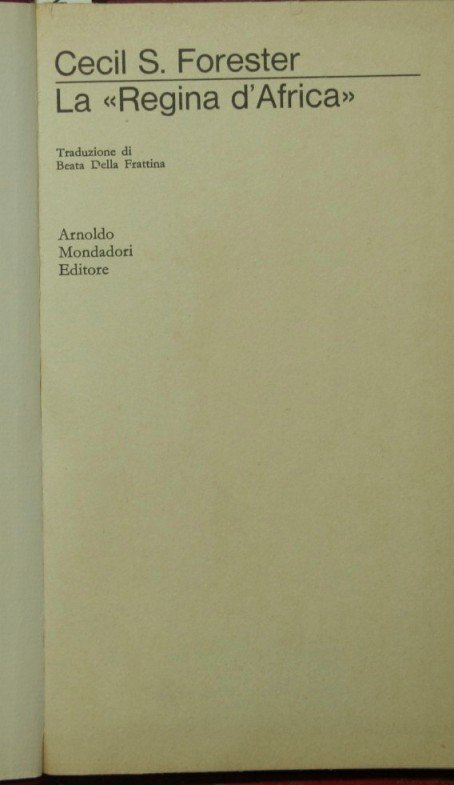 Cecil S. Forester
La «Regina d'Africa»
Traduzione di
Beata Della Frattina
Arnoldo
Mondadori
Editore